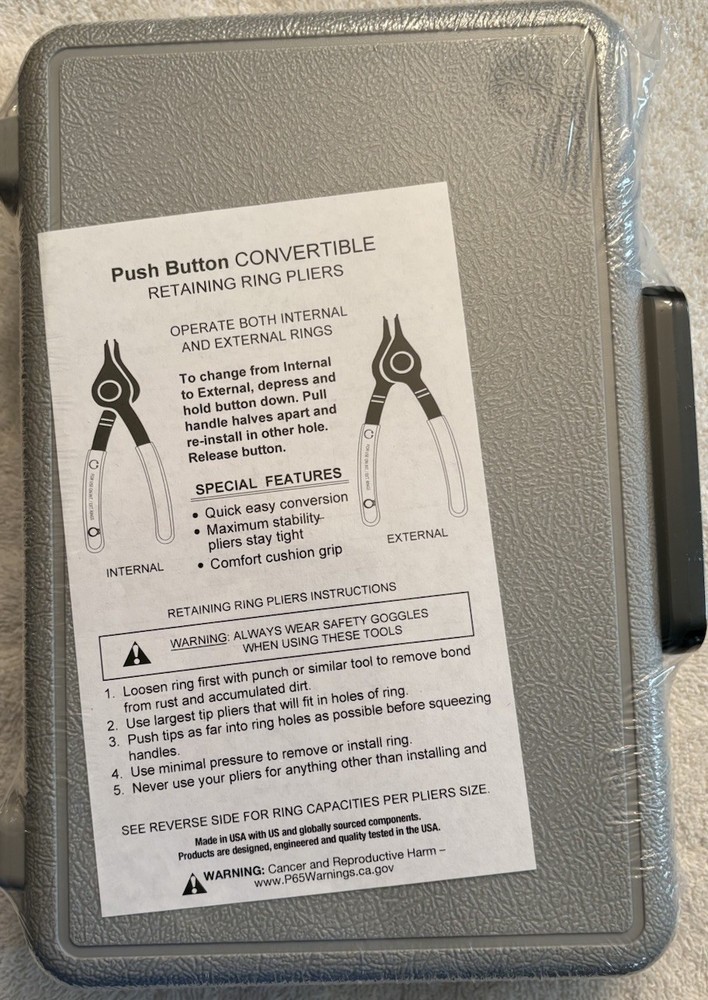 Push Button CONVERTIBLE
RETAINING RING PLIERS
OPERATE BOTH INTERNAL
AND EXTERNAL RINGS
To change from Internal
to External, depress and
hold button down. Pull
handle halves apart and
re-install in other hole.
Release button.
SPECIAL FEATURES
• Quick easy conversion
• Maximum stability-
pliers stay tight
• Comfort cushion grip
INTERNAL
EXTERNAL
RETAINING RING PLIERS INSTRUCTIONS
WARNING: ALWAYS WEAR SAFETY GOGGLES
WHEN USING THESE TOOLS
1. Loosen ring first with punch or similar tool to remove bond
from rust and accumulated dirt.
2. Use largest tip pliers that will fit in holes of ring.
3. Push tips as far into ring holes as possible before squeezing
handles.
4. Use minimal pressure to remove or install ring.
5. Never use your pliers for anything other than installing and
SEE REVERSE SIDE FOR RING CAPACITIES PER PLIERS SIZE.
Made in USA with US and globally sourced components.
Products are designed, engineered and quality tested in the USA.
WARNING: Cancer and Reproductive Harm –
www.P65Warnings.ca.gov